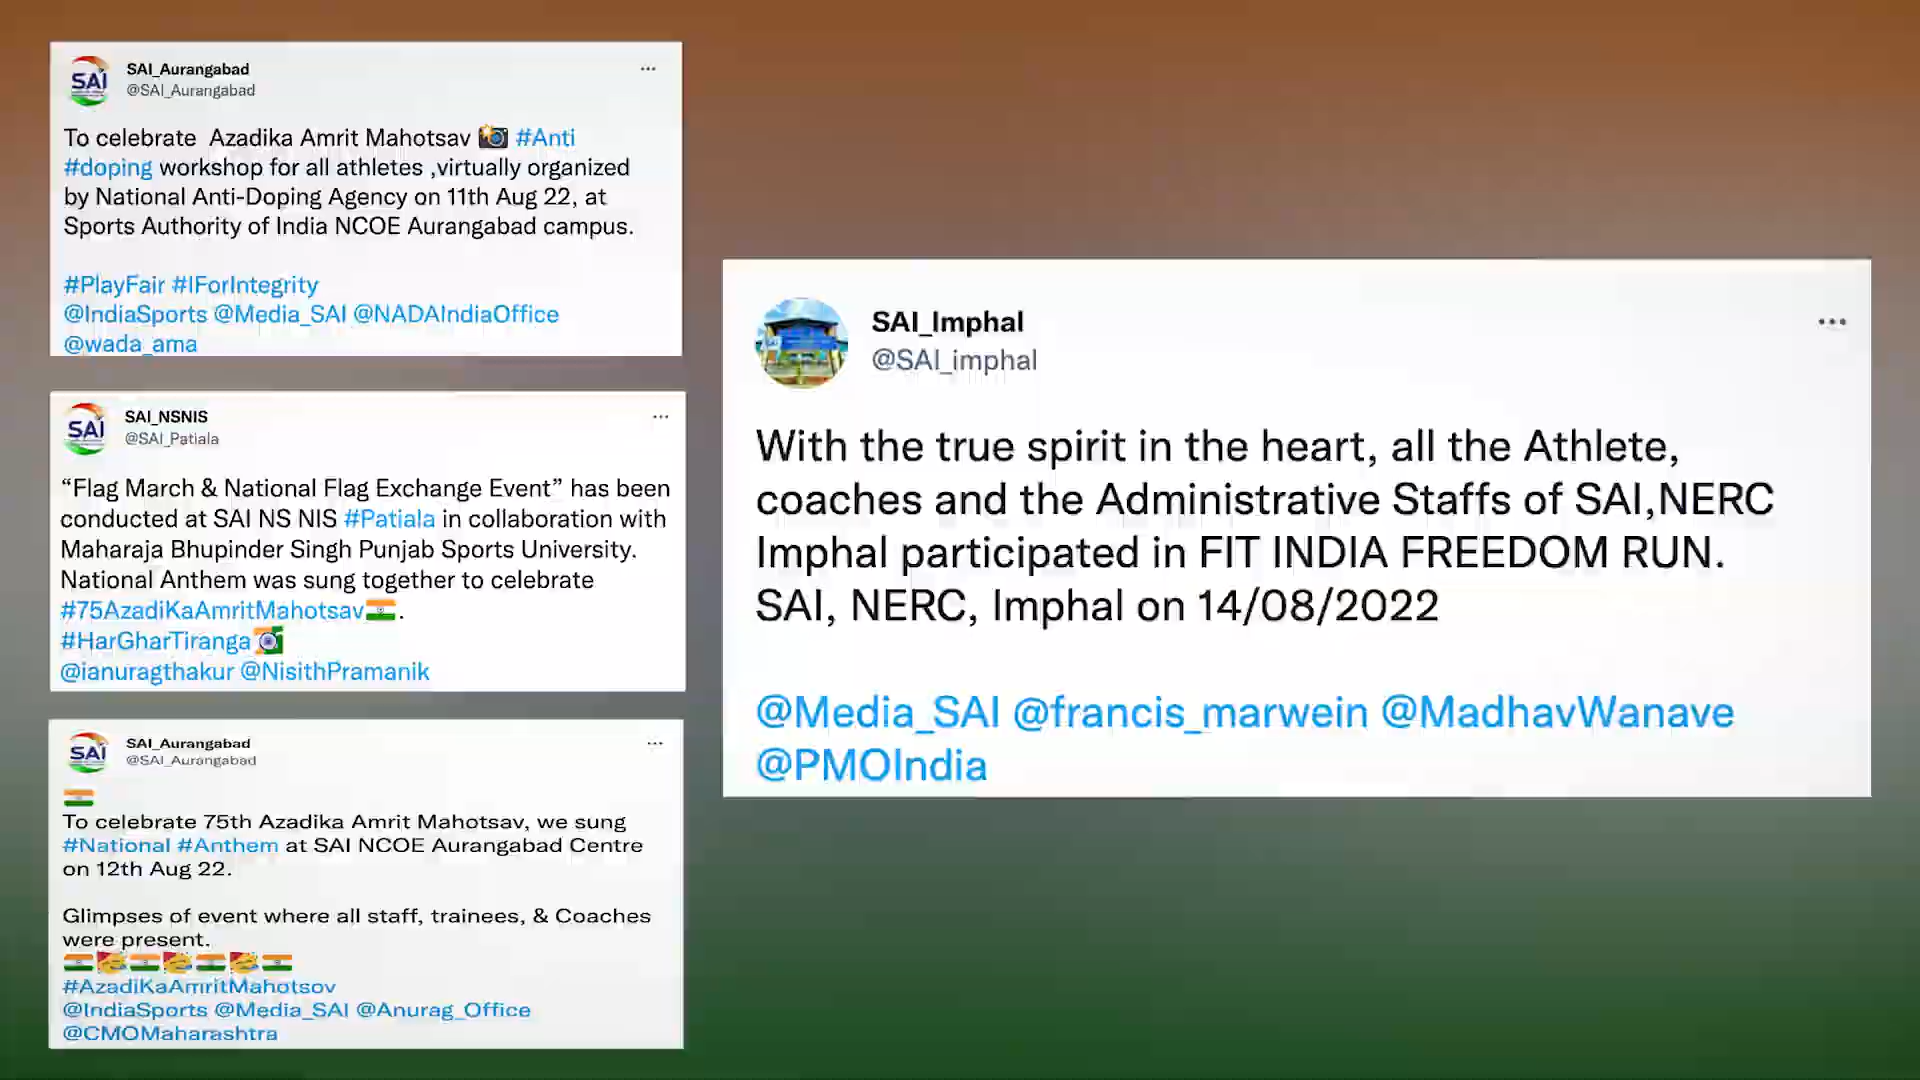 SAI
SAI_Aurangabad
@SAI_Aurangabad
To celebrate Azadika Amrit Mahotsav 📸 #Anti
#doping workshop for all athletes ,virtually organized
by National Anti-Doping Agency on 11th Aug 22, at
Sports Authority of India NCOE Aurangabad campus.
#PlayFair #IForIntegrity
@IndiaSports @Media_SAI @NADAIndiaOffice
@wada_ama
SAI
SAI_NSNIS
@SAI_Patiala
“Flag March & National Flag Exchange Event” has been
conducted at SAI NS NIS #Patiala in collaboration with
Maharaja Bhupinder Singh Punjab Sports University.
National Anthem was sung together to celebrate
#75AzadiKaAmritMahotsav🇮🇳.
#HarGharTiranga
@ianuragthakur @NisithPramanik
SAI
SAI_Aurangabad
@SAI_Aurangabad
🇮🇳
To celebrate 75th Azadika Amrit Mahotsav, we sung
#National #Anthem at SAI NCOE Aurangabad Centre
on 12th Aug 22.
Glimpses of event where all staff, trainees, & Coaches
were present.
#AzadiKaAmritMahotsov
@IndiaSports @Media_SAI @Anurag_Office
@CMOMaharashtra
SAI_Imphal
@SAI_imphal
With the true spirit in the heart, all the Athlete,
coaches and the Administrative Staffs of SAI,NERC
Imphal participated in FIT INDIA FREEDOM RUN.
SAI, NERC, Imphal on 14/08/2022
@Media_SAI @francis_marwein @MadhavWanave
@PMOIndia